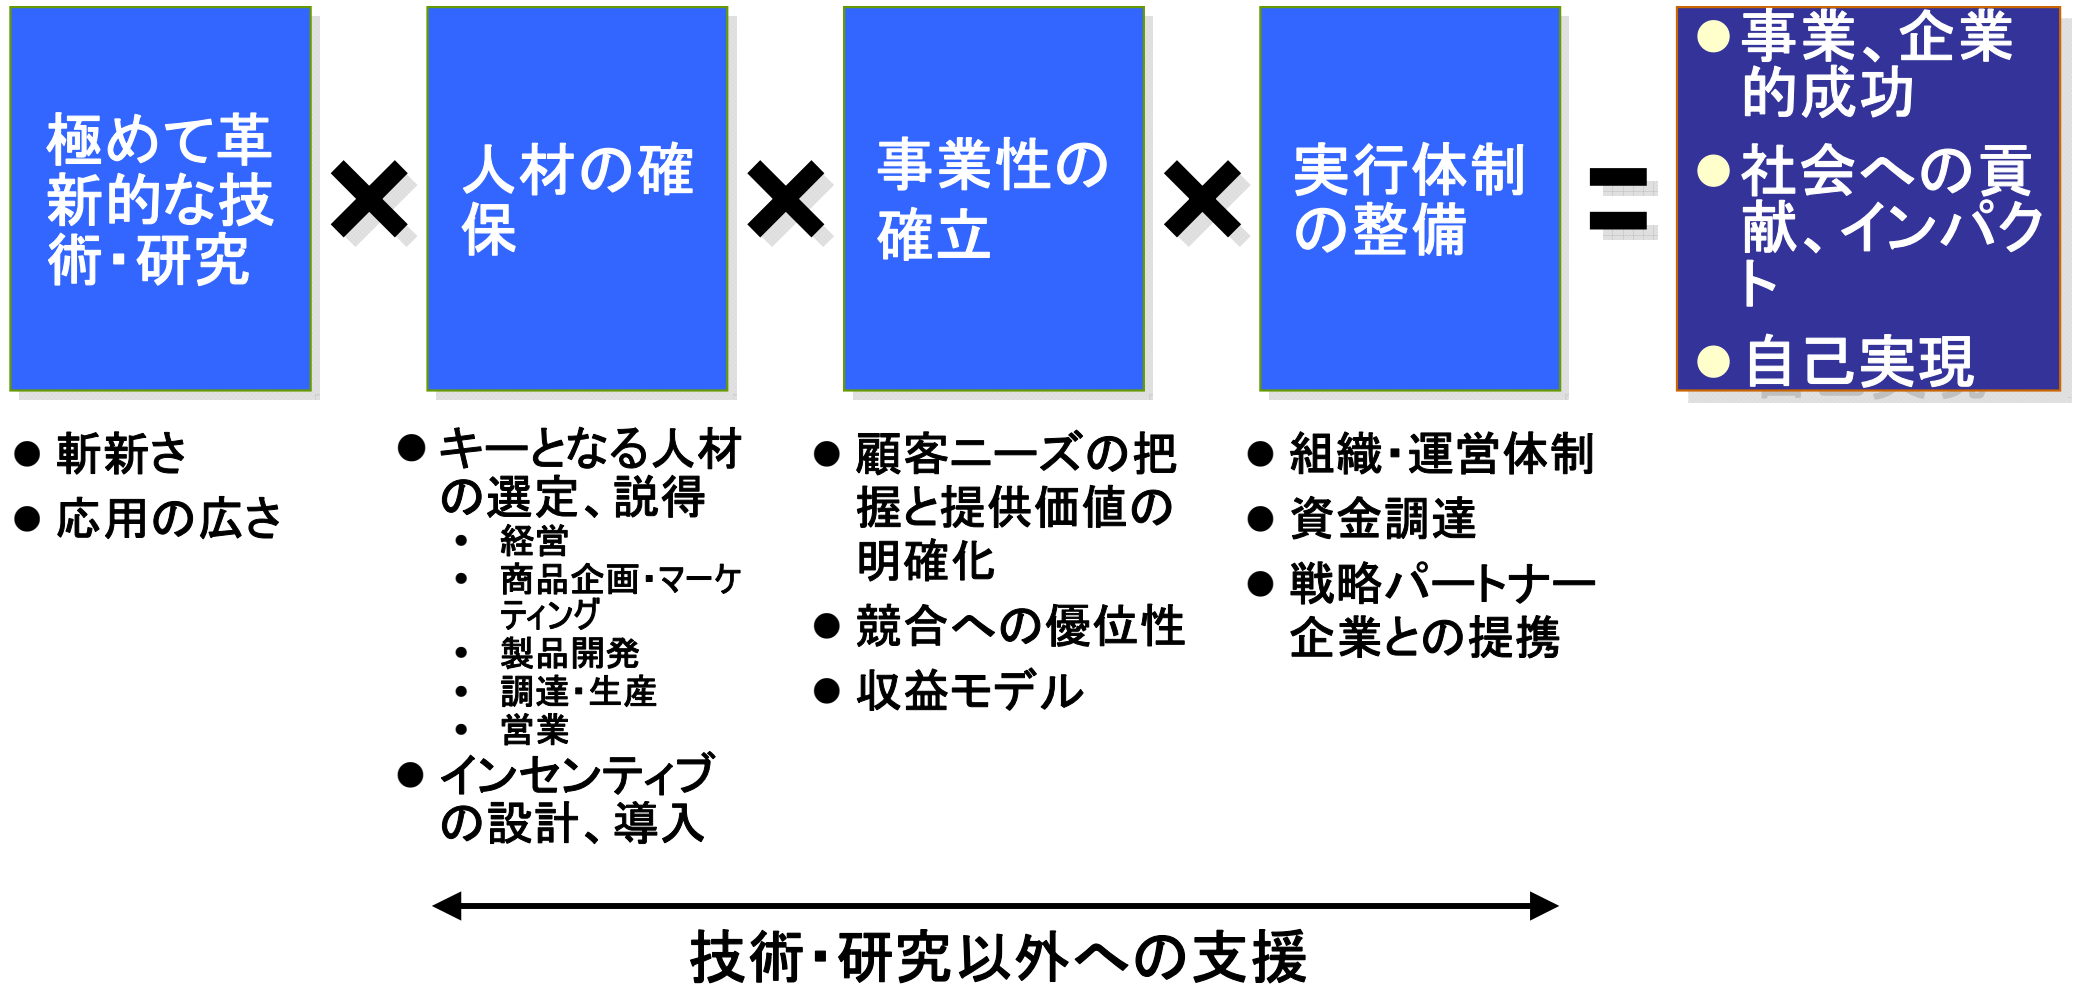 極めて革
新的な技
術・研究
×
人材の確
保
×
事業性の
確立
×
実行体制
の整備
=
● 事業、企業
的成功
● 社会への貢
献、インパク
ト
● 自己実現
● 斬新さ
● 応用の広さ
● キーとなる人材
の選定、説得
• 経営
• 商品企画・マーケ
ティング
• 製品開発
• 調達・生産
• 営業
● インセンティブ
の設計、導入
● 顧客ニーズの把
握と提供価値の
明確化
● 競合への優位性
● 収益モデル
● 組織・運営体制
● 資金調達
● 戦略パートナー
企業との提携
技術・研究以外への支援